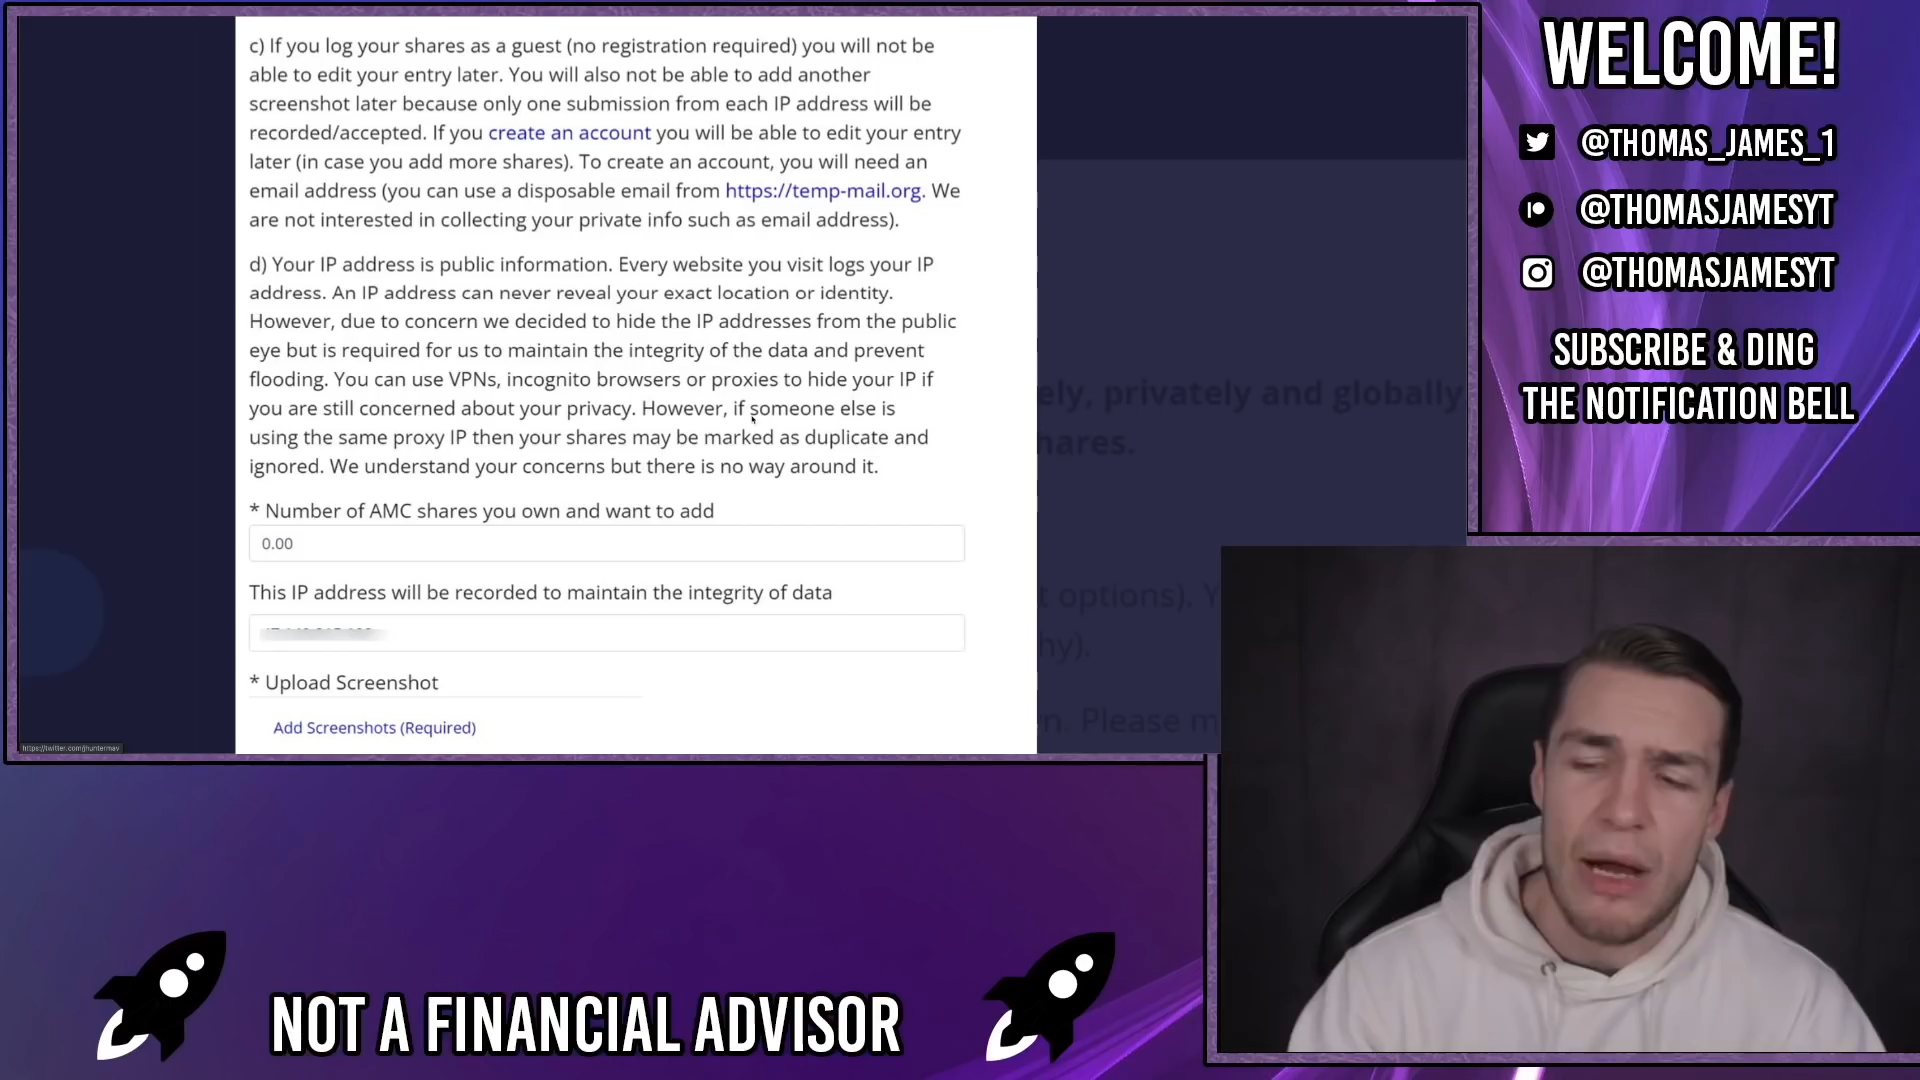 c) If you log your shares as a guest (no registration required) you will not be
able to edit your entry later. You will also not be able to add another
screenshot later because only one submission from each IP address will be
recorded/accepted. If you create an account you will be able to edit your entry
later (in case you add more shares). To create an account, you will need an
email address (you can use a disposable email from https://temp-mail.org. We
are not interested in collecting your private info such as email address).
d) Your IP address is public information. Every website you visit logs your IP
address. An IP address can never reveal your exact location or identity.
However, due to concern we decided to hide the IP addresses from the public
eye but is required for us to maintain the integrity of the data and prevent
flooding. You can use VPNs, incognito browsers or proxies to hide your IP if
you are still concerned about your privacy. However, if someone else is
using the same proxy IP then your shares may be marked as duplicate and
ignored. We understand your concerns but there is no way around it.
* Number of AMC shares you own and want to add
0.00
This IP address will be recorded to maintain the integrity of data
* Upload Screenshot
Add Screenshots (Required)
https://twitter.com/jhuntermav
ely, privately and globally
hares.
t options). Y
hy).
n. Please m
WELCOME!
@THOMAS_JAMES_1
@THOMASJAMESYT
@THOMASJAMESYT
SUBSCRIBE & DING
THE NOTIFICATION BELL
NOT A FINANCIAL ADVISOR